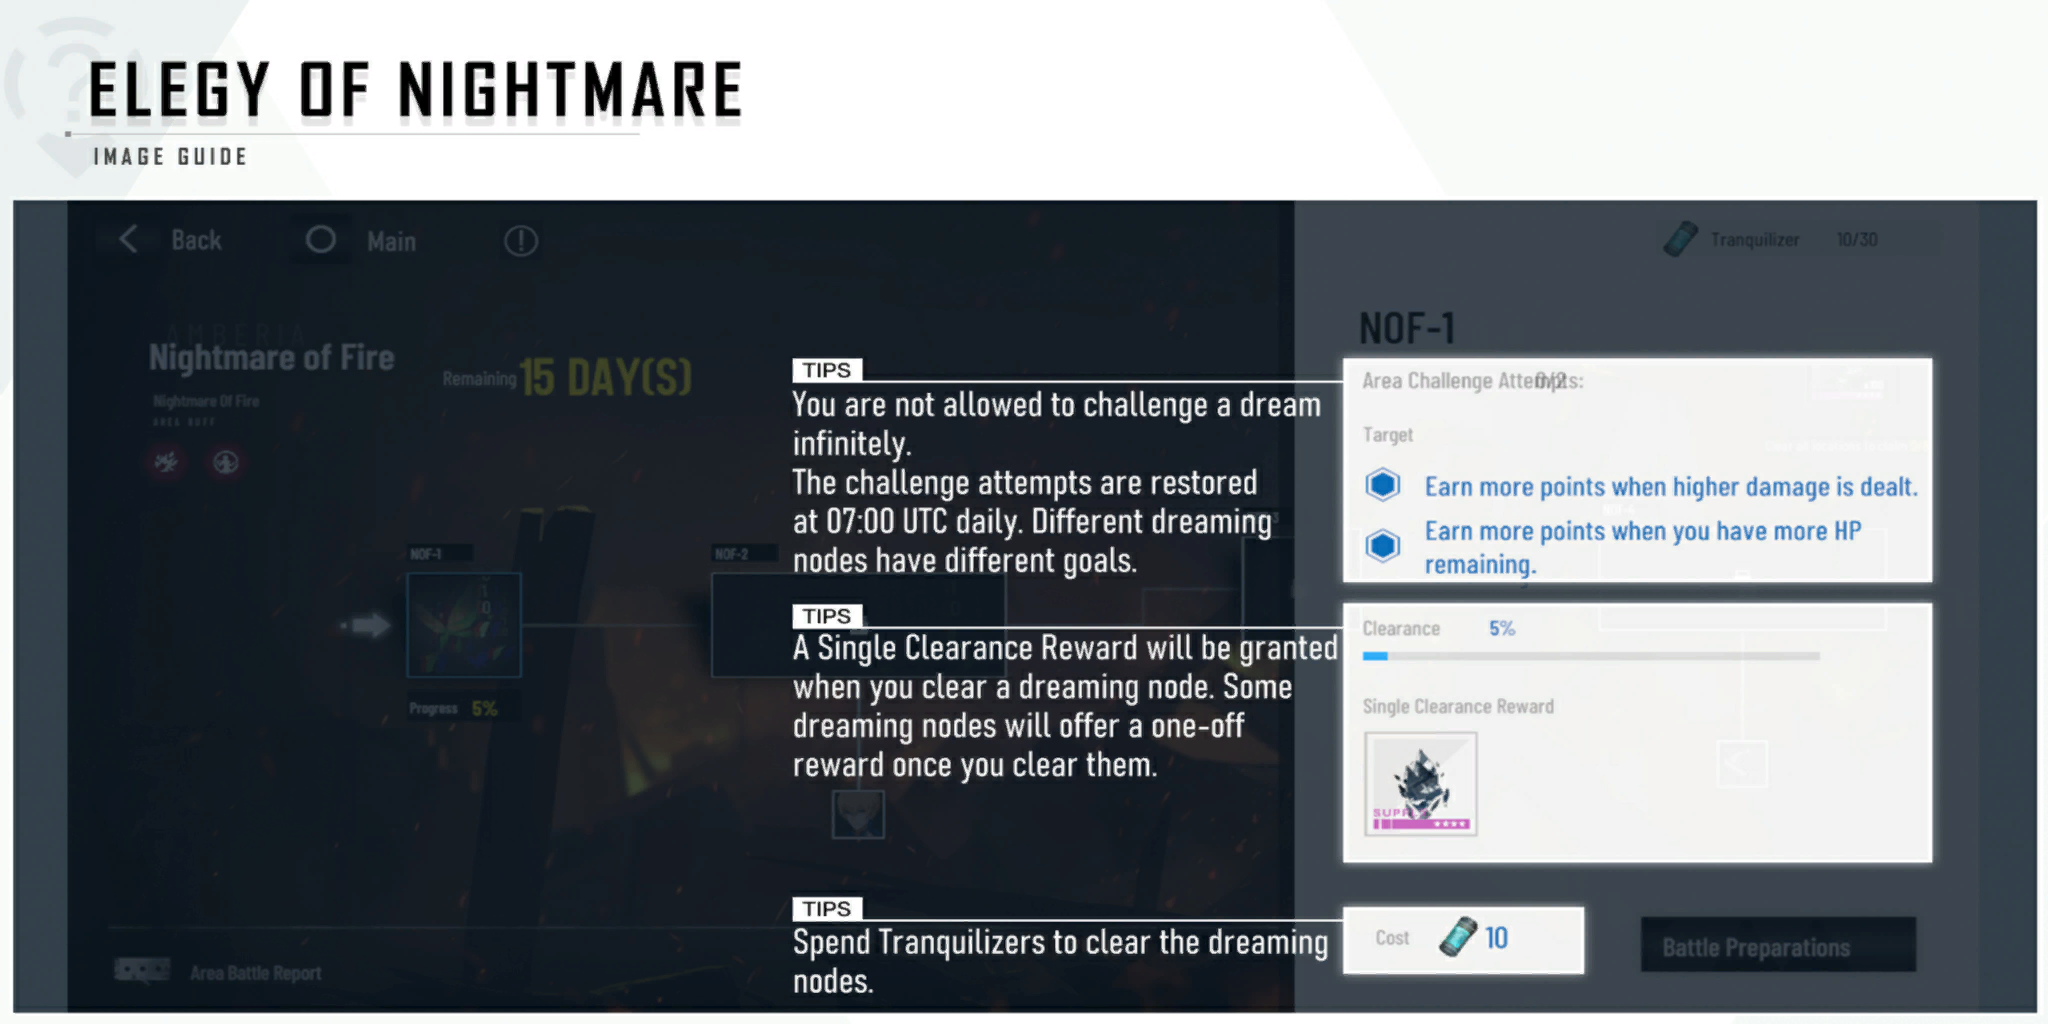 ELEGY OF NIGHTMARE
IMAGE GUIDE
Back
Main
Tranquilizer 10/30
AMBERIA
Nightmare of Fire
Remaining 15 DAY(S)
Nightmare Of Fire
AREA BUFF
NOF-1
NOF-2
Progress 5%
Area Battle Report
TIPS
You are not allowed to challenge a dream
infinitely.
The challenge attempts are restored
at 07:00 UTC daily. Different dreaming
nodes have different goals.
TIPS
A Single Clearance Reward will be granted
when you clear a dreaming node. Some
dreaming nodes will offer a one-off
reward once you clear them.
TIPS
Spend Tranquilizers to clear the dreaming
nodes.
NOF-1
Area Challenge Attempts:
Target
Earn more points when higher damage is dealt.
Earn more points when you have more HP
remaining.
Clearance 5%
Single Clearance Reward
Cost 10
Battle Preparations